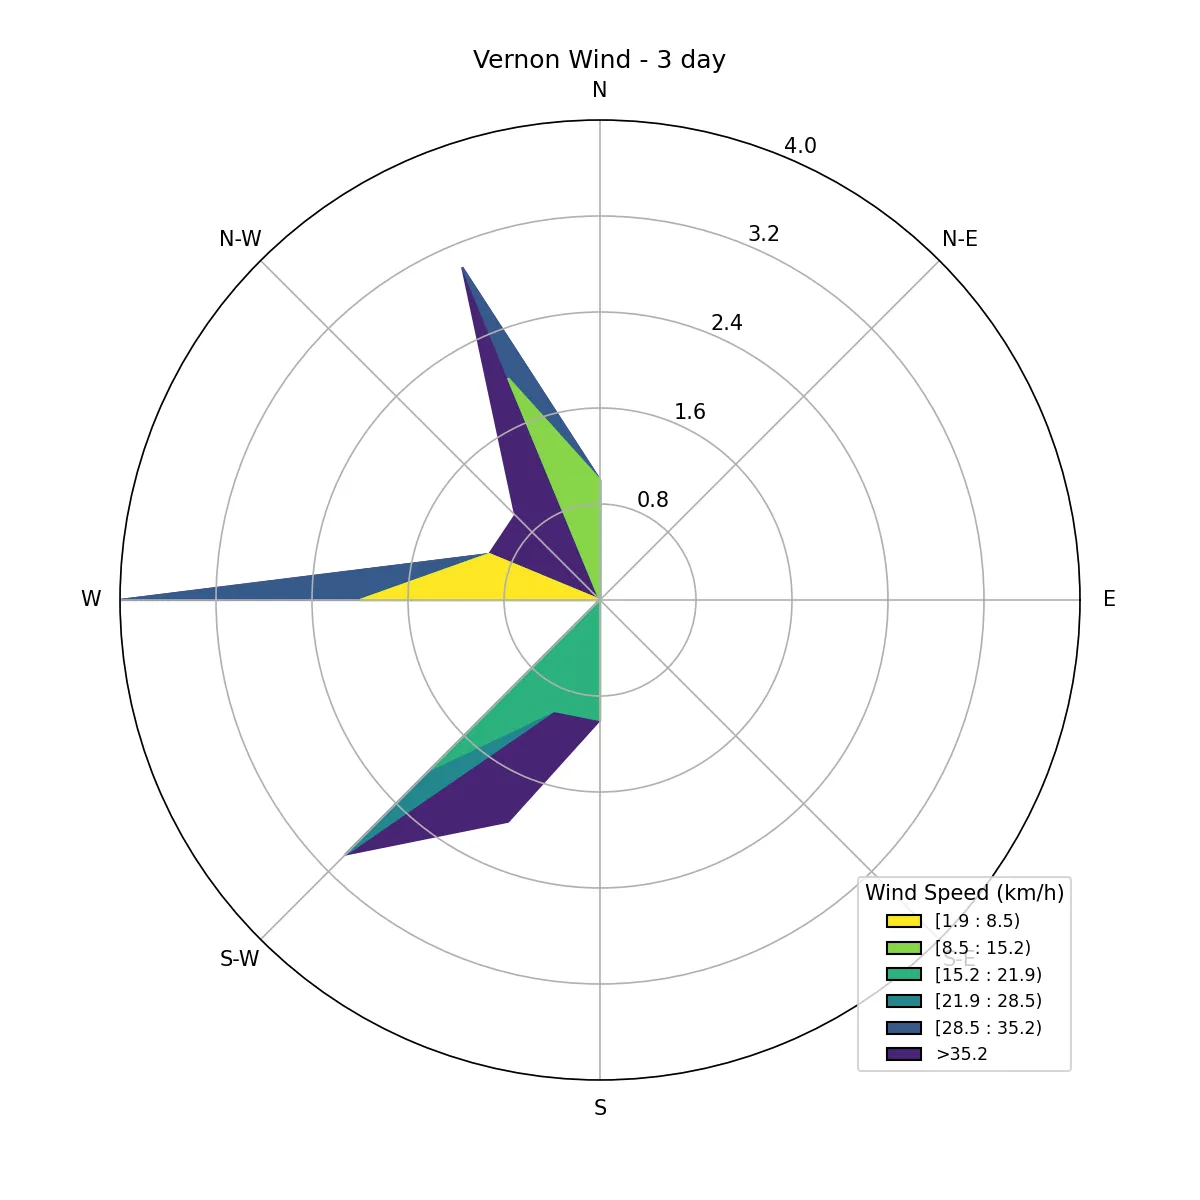 Vernon Wind - 3 day
N
4.0
N-W
3.2
N-E
2.4
1.6
0.8
W
E
Wind Speed (km/h)
[1.9 : 8.5)
[8.5 : 15.2)
S-W
S-E
[15.2 : 21.9)
[21.9 : 28.5)
[28.5 : 35.2)
>35.2
S